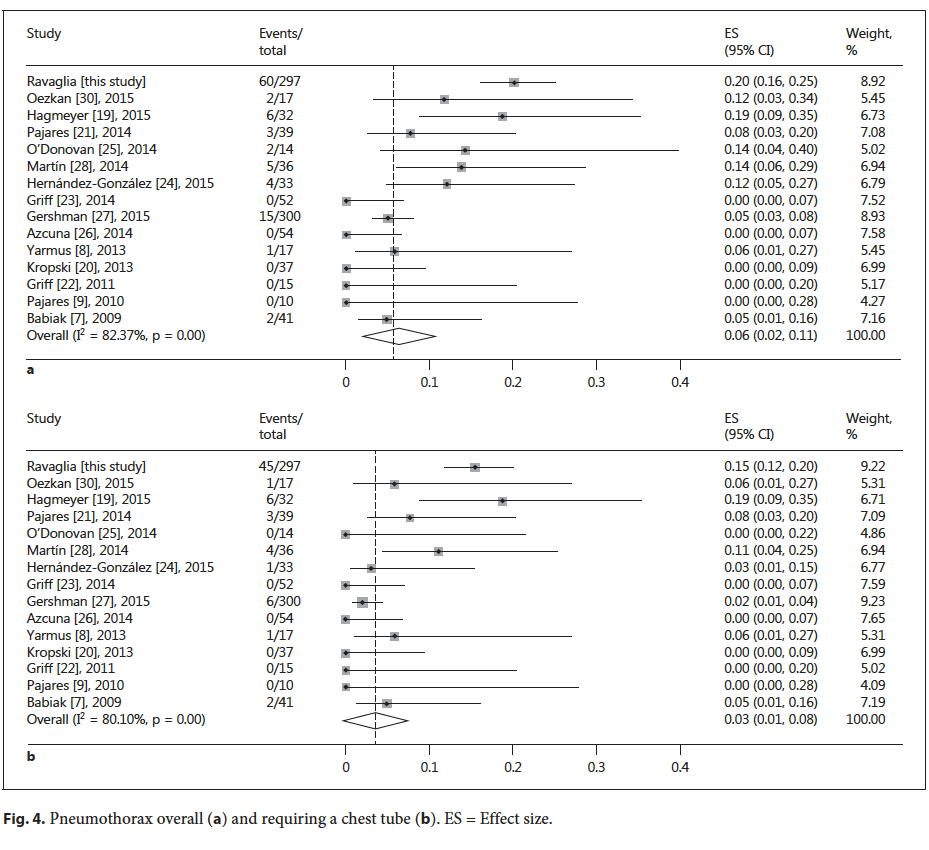 Study Events/ ES Weight,
total (95% CI) %
Ravaglia [this study] 60/297 0.20 (0.16, 0.25) 8.92
Oezkan [30], 2015 2/17 0.12 (0.03, 0.34) 5.45
Hagmeyer [19], 2015 6/32 0.19 (0.09, 0.35) 6.73
Pajares [21], 2014 3/39 0.08 (0.03, 0.20) 7.08
O'Donovan [25], 2014 2/14 0.14 (0.04, 0.40) 5.02
Martín [28], 2014 5/36 0.14 (0.06, 0.29) 6.94
Hernández-González [24], 2015 4/33 0.12 (0.05, 0.27) 6.79
Griff [23], 2014 0/52 0.00 (0.00, 0.07) 7.52
Gershman [27], 2015 15/300 0.05 (0.03, 0.08) 8.93
Azcuna [26], 2014 0/54 0.00 (0.00, 0.07) 7.58
Yarmus [8], 2013 1/17 0.06 (0.01, 0.27) 5.45
Kropski [20], 2013 0/37 0.00 (0.00, 0.09) 6.99
Griff [22], 2011 0/15 0.00 (0.00, 0.20) 5.17
Pajares [9], 2010 0/10 0.00 (0.00, 0.28) 4.27
Babiak [7], 2009 2/41 0.05 (0.01, 0.16) 7.16
Overall (I² = 82.37%, p = 0.00) 0.06 (0.02, 0.11) 100.00
a
0 0.1 0.2 0.3 0.4
Study Events/ ES Weight,
total (95% CI) %
Ravaglia [this study] 45/297 0.15 (0.12, 0.20) 9.22
Oezkan [30], 2015 1/17 0.06 (0.01, 0.27) 5.31
Hagmeyer [19], 2015 6/32 0.19 (0.09, 0.35) 6.71
Pajares [21], 2014 3/39 0.08 (0.03, 0.20) 7.09
O'Donovan [25], 2014 0/14 0.00 (0.00, 0.22) 4.86
Martín [28], 2014 4/36 0.11 (0.04, 0.25) 6.94
Hernández-González [24], 2015 1/33 0.03 (0.01, 0.15) 6.77
Griff [23], 2014 0/52 0.00 (0.00, 0.07) 7.59
Gershman [27], 2015 6/300 0.02 (0.01, 0.04) 9.23
Azcuna [26], 2014 0/54 0.00 (0.00, 0.07) 7.65
Yarmus [8], 2013 1/17 0.06 (0.01, 0.27) 5.31
Kropski [20], 2013 0/37 0.00 (0.00, 0.09) 6.99
Griff [22], 2011 0/15 0.00 (0.00, 0.20) 5.02
Pajares [9], 2010 0/10 0.00 (0.00, 0.28) 4.09
Babiak [7], 2009 2/41 0.05 (0.01, 0.16) 7.19
Overall (I² = 80.10%, p = 0.00) 0.03 (0.01, 0.08) 100.00
b
0 0.1 0.2 0.3 0.4
Fig. 4. Pneumothorax overall (a) and requiring a chest tube (b). ES = Effect size.